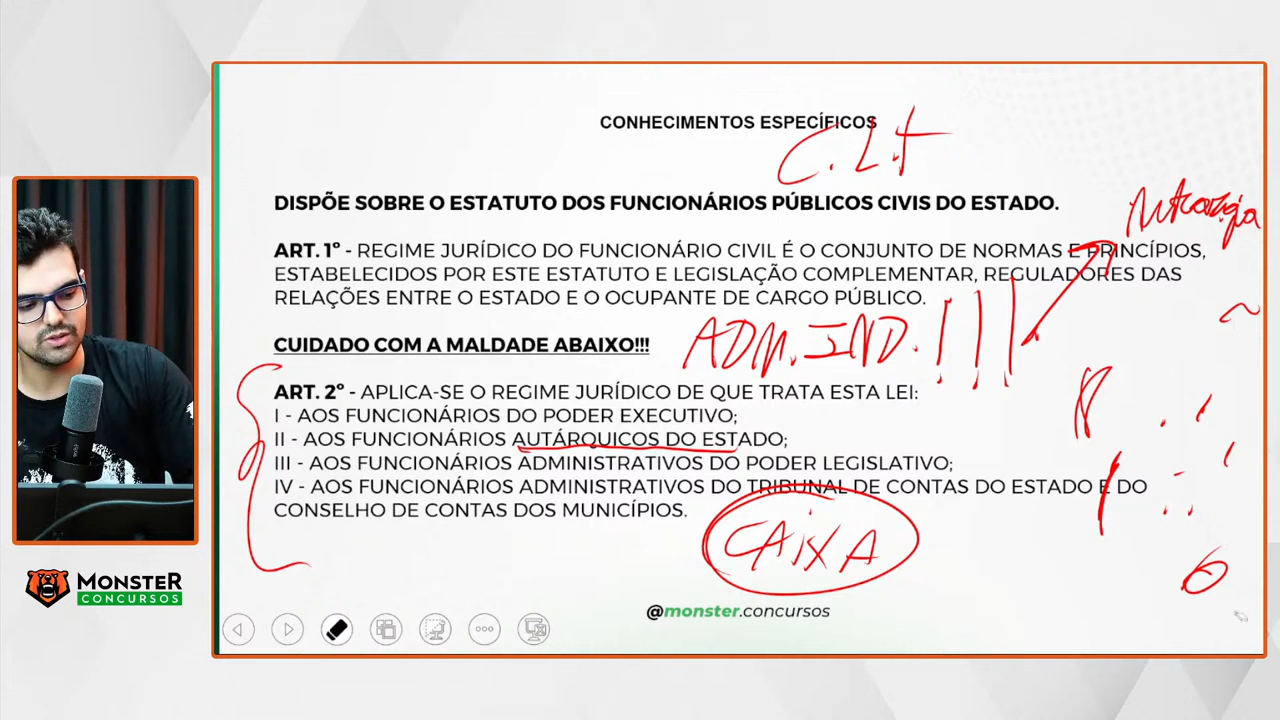 CONHECIMENTOS ESPECÍFICOS
C.L.T
DISPÕE SOBRE O ESTATUTO DOS FUNCIONÁRIOS PÚBLICOS CIVIS DO ESTADO.
Autarquia
ART. 1º - REGIME JURÍDICO DO FUNCIONÁRIO CIVIL É O CONJUNTO DE NORMAS E PRINCÍPIOS,
ESTABELECIDOS POR ESTE ESTATUTO E LEGISLAÇÃO COMPLEMENTAR, REGULADORES DAS
RELAÇÕES ENTRE O ESTADO E O OCUPANTE DE CARGO PÚBLICO.
CUIDADO COM A MALDADE ABAIXO!!!
ADM. IND. !!!
ART. 2º - APLICA-SE O REGIME JURÍDICO DE QUE TRATA ESTA LEI:
I - AOS FUNCIONÁRIOS DO PODER EXECUTIVO;
II - AOS FUNCIONÁRIOS AUTÁRQUICOS DO ESTADO;
III - AOS FUNCIONÁRIOS ADMINISTRATIVOS DO PODER LEGISLATIVO;
IV - AOS FUNCIONÁRIOS ADMINISTRATIVOS DO TRIBUNAL DE CONTAS DO ESTADO E DO
CONSELHO DE CONTAS DOS MUNICÍPIOS.
CAIXA
@monster.concursos
MONSTER
CONCURSOS